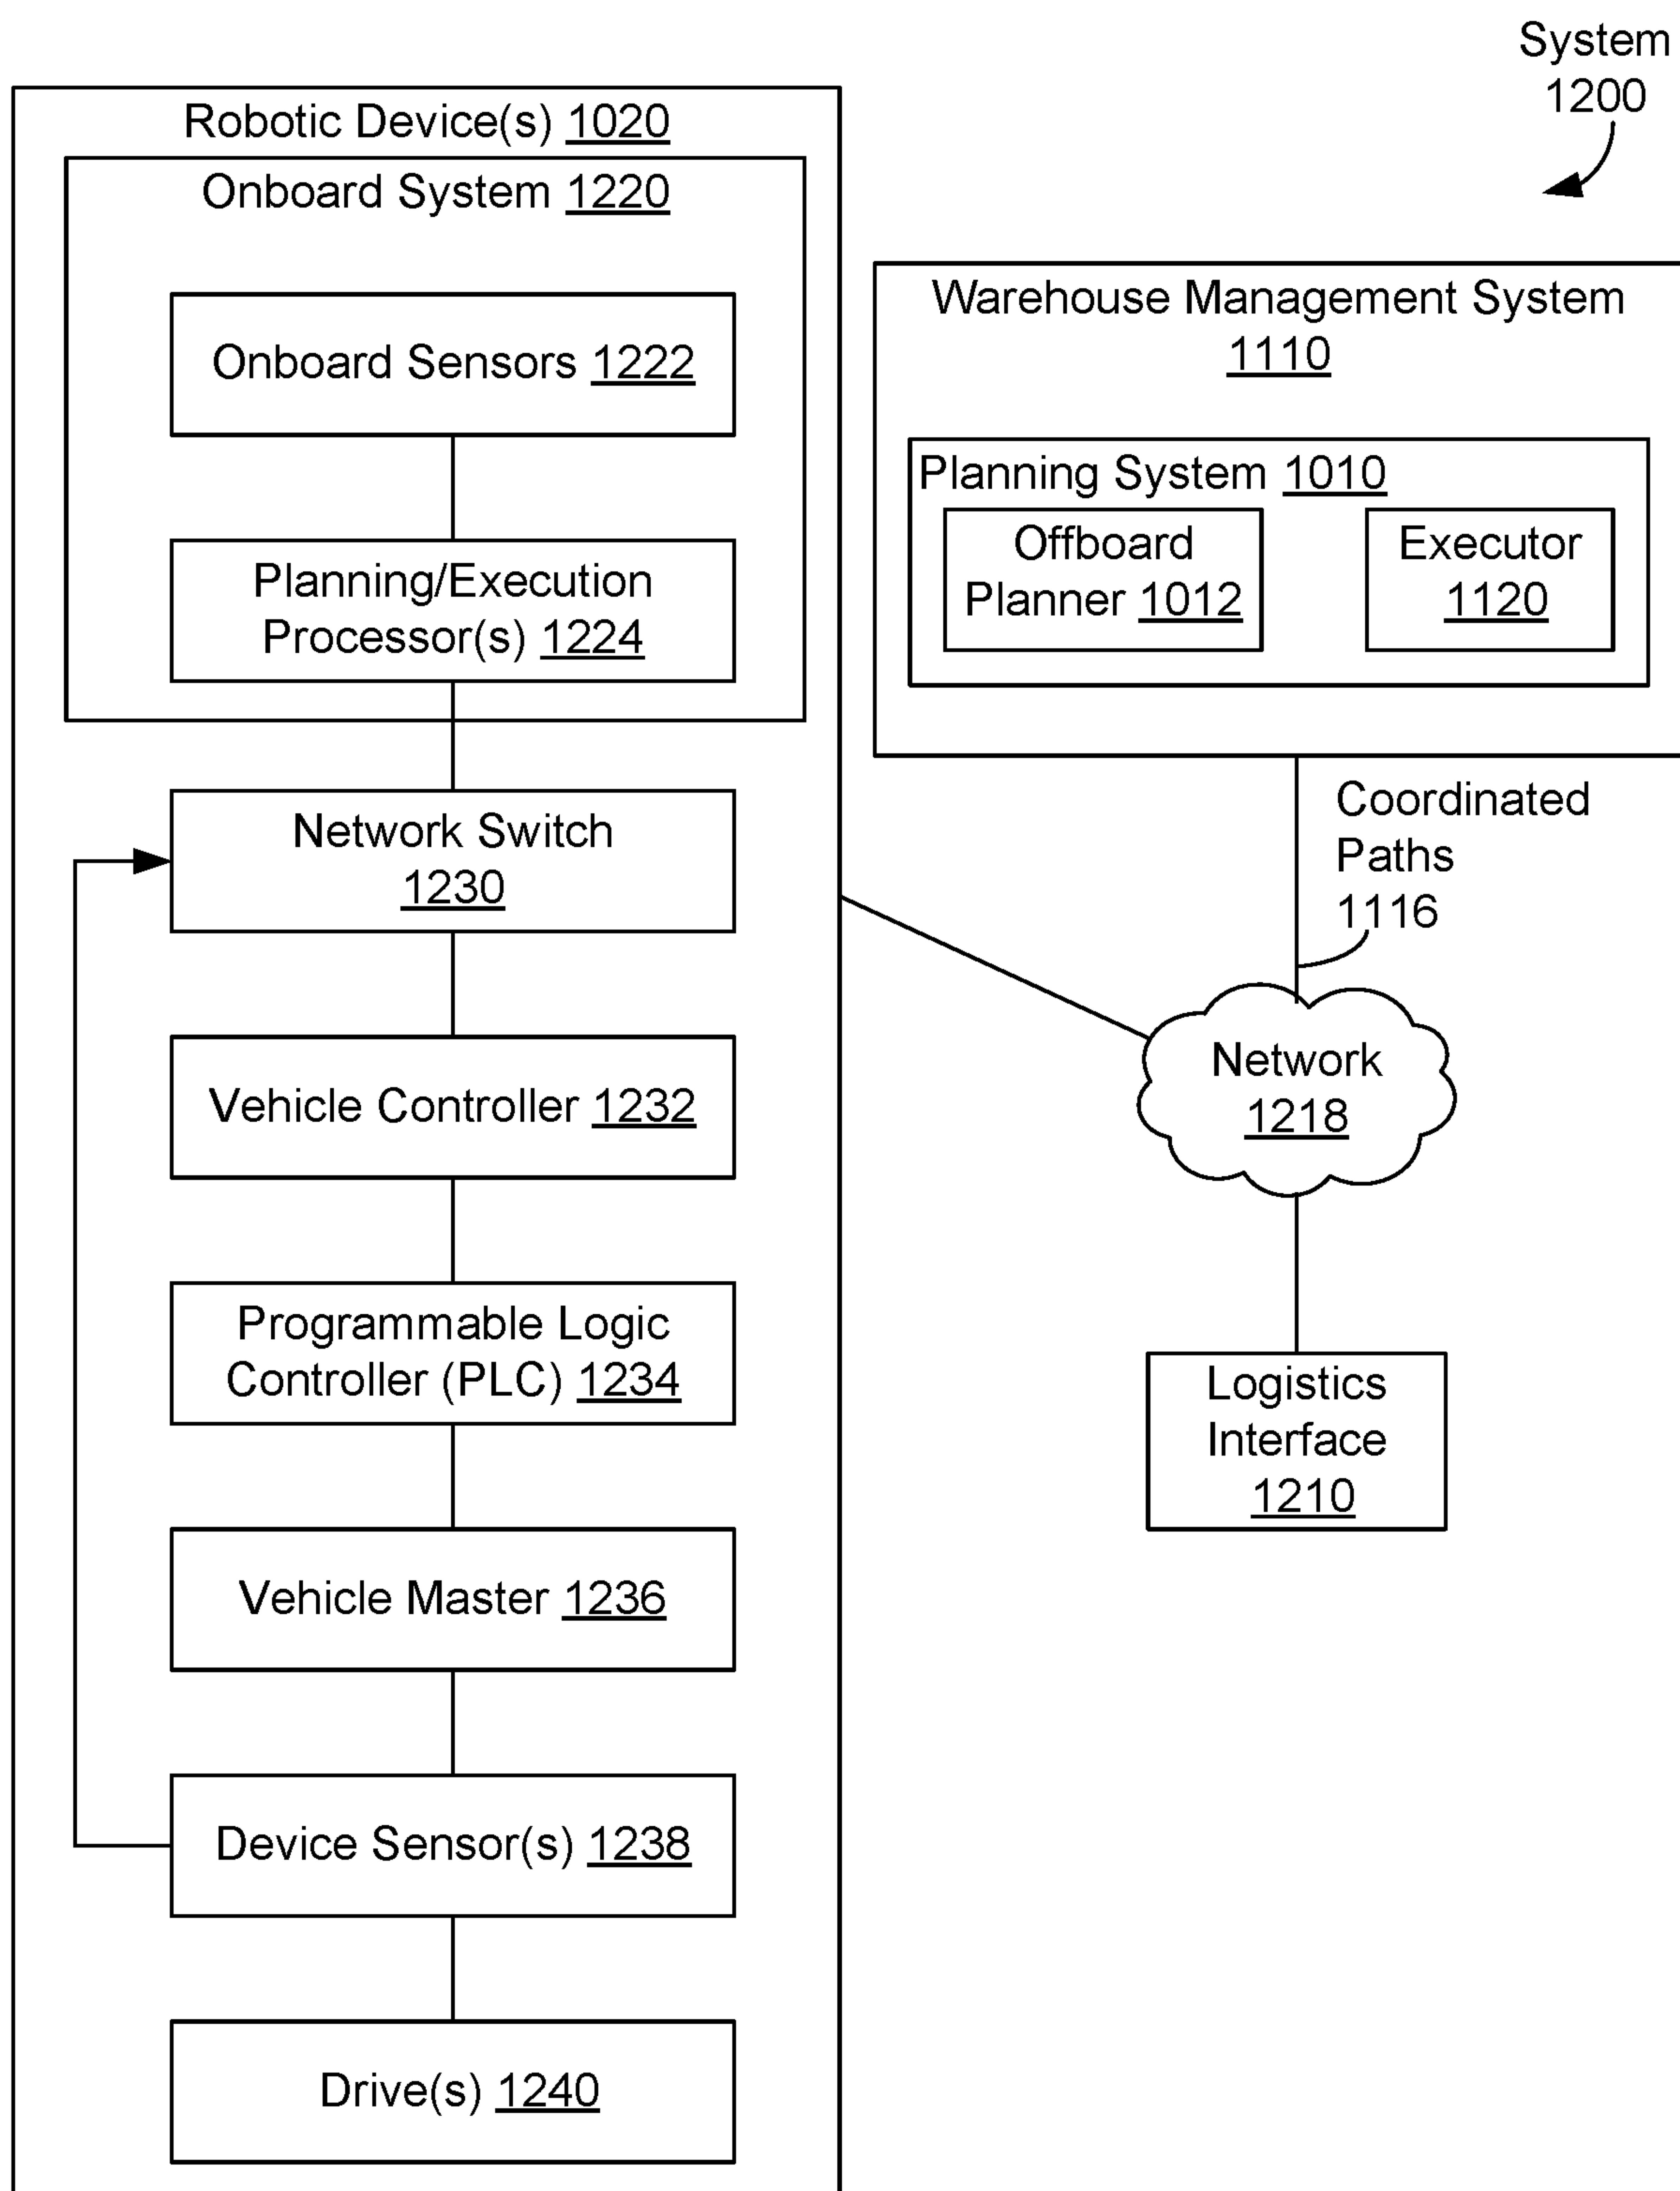 System
1200
Robotic Device(s) 1020
Onboard System 1220
Onboard Sensors 1222
Planning/Execution
Processor(s) 1224
Network Switch
1230
Vehicle Controller 1232
Programmable Logic
Controller (PLC) 1234
Vehicle Master 1236
Device Sensor(s) 1238
Drive(s) 1240
Warehouse Management System
1110
Planning System 1010
Offboard
Planner 1012
Executor
1120
Coordinated
Paths
1116
Network
1218
Logistics
Interface
1210